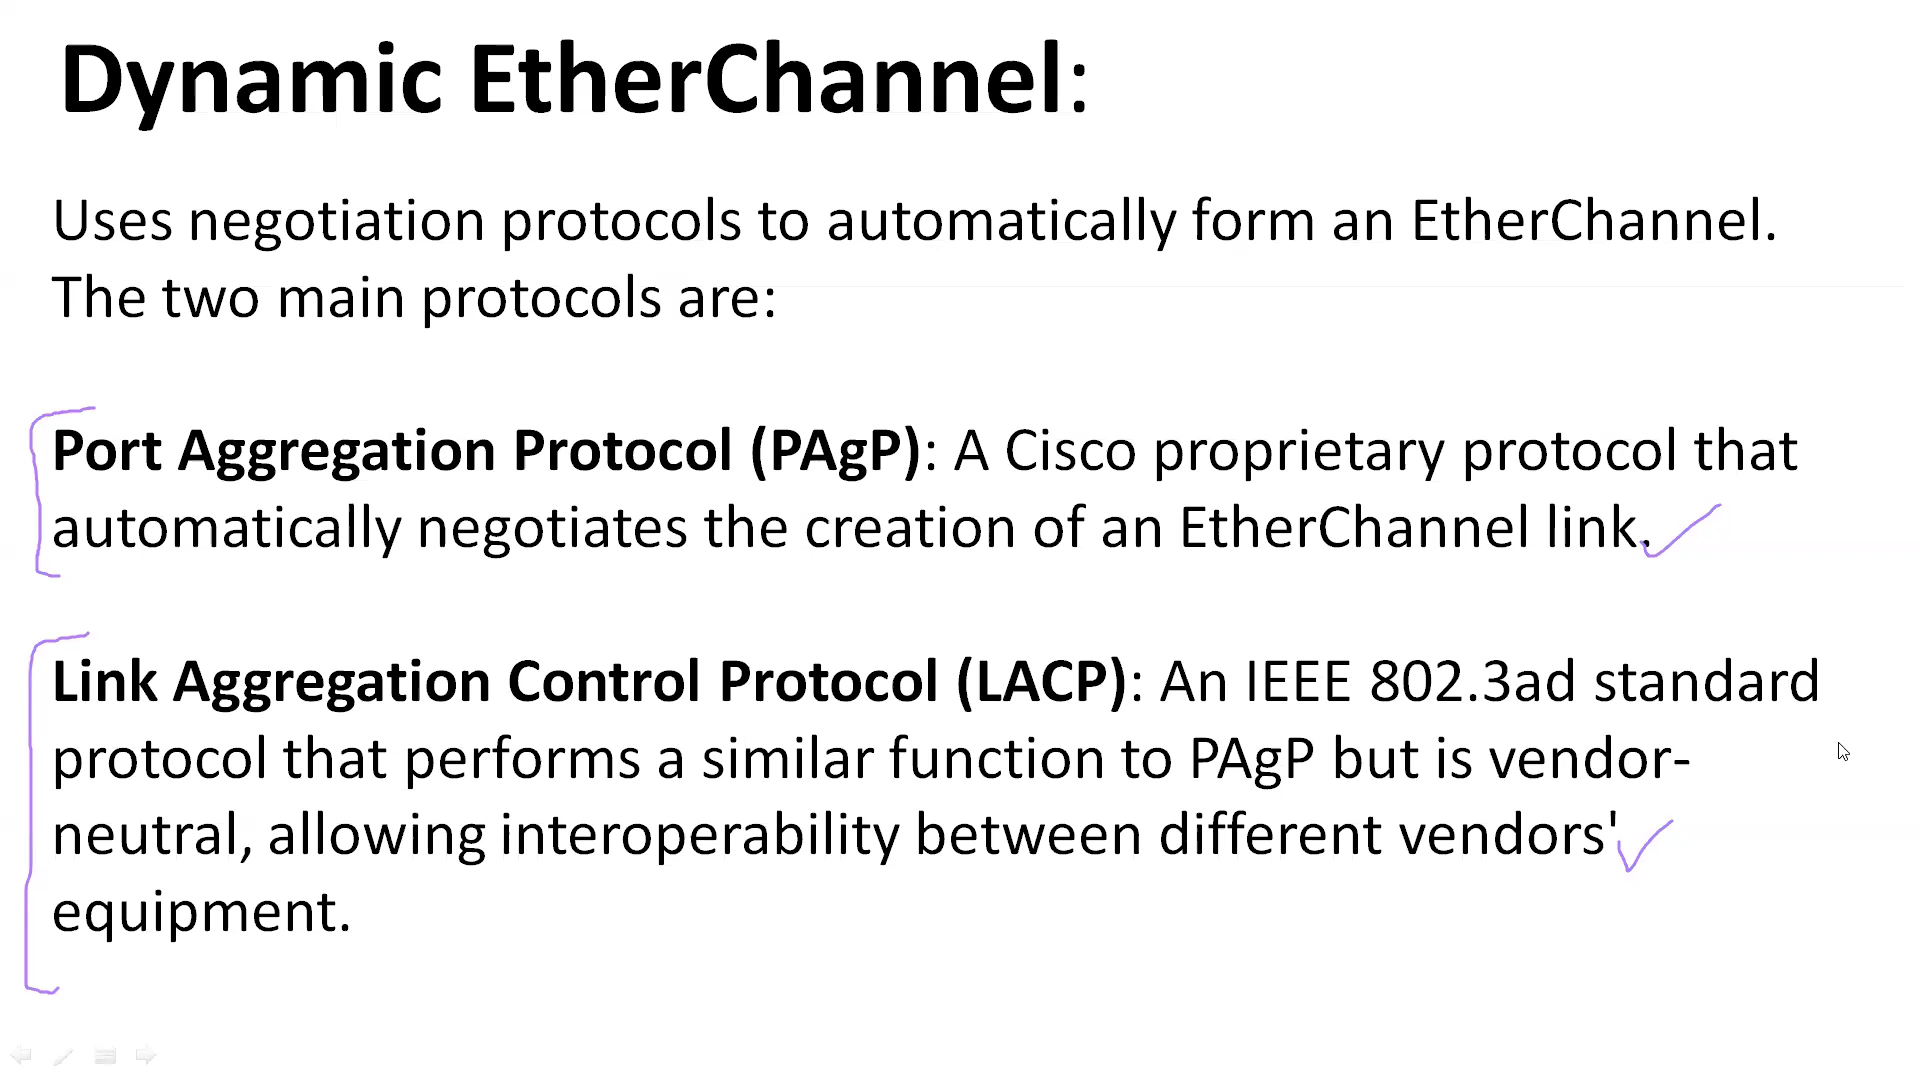 Dynamic EtherChannel:
Uses negotiation protocols to automatically form an EtherChannel.
The two main protocols are:
Port Aggregation Protocol (PAgP): A Cisco proprietary protocol that
automatically negotiates the creation of an EtherChannel link.
Link Aggregation Control Protocol (LACP): An IEEE 802.3ad standard
protocol that performs a similar function to PAgP but is vendor-
neutral, allowing interoperability between different vendors'
equipment.